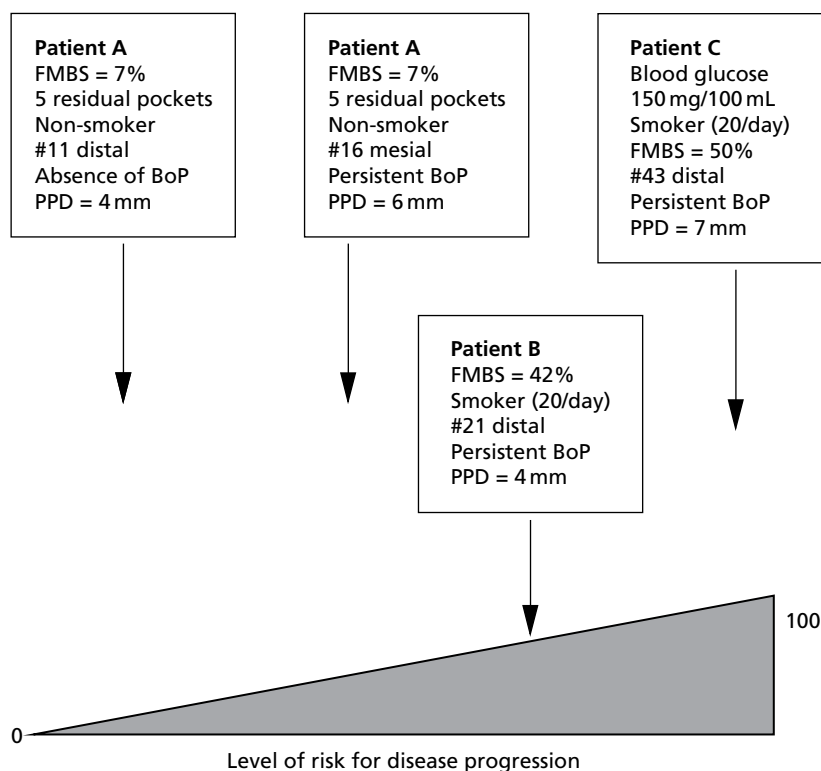 Patient A
FMBS = 7%
5 residual pockets
Non-smoker
#11 distal
Absence of BoP
PPD = 4 mm
Patient A
FMBS = 7%
5 residual pockets
Non-smoker
#16 mesial
Persistent BoP
PPD = 6 mm
Patient C
Blood glucose
150 mg/100 mL
Smoker (20/day)
FMBS = 50%
#43 distal
Persistent BoP
PPD = 7 mm
Patient B
FMBS = 42%
Smoker (20/day)
#21 distal
Persistent BoP
PPD = 4 mm
100
0
Level of risk for disease progression